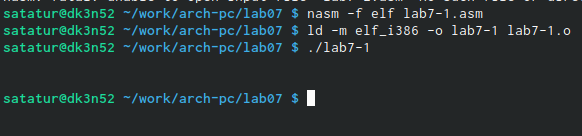 satatur@dk3n52 ~/work/arch-pc/lab07 $ nasm -f elf lab7-1.asm
satatur@dk3n52 ~/work/arch-pc/lab07 $ ld -m elf_i386 -o lab7-1 lab7-1.o
satatur@dk3n52 ~/work/arch-pc/lab07 $ ./lab7-1
satatur@dk3n52 ~/work/arch-pc/lab07 $